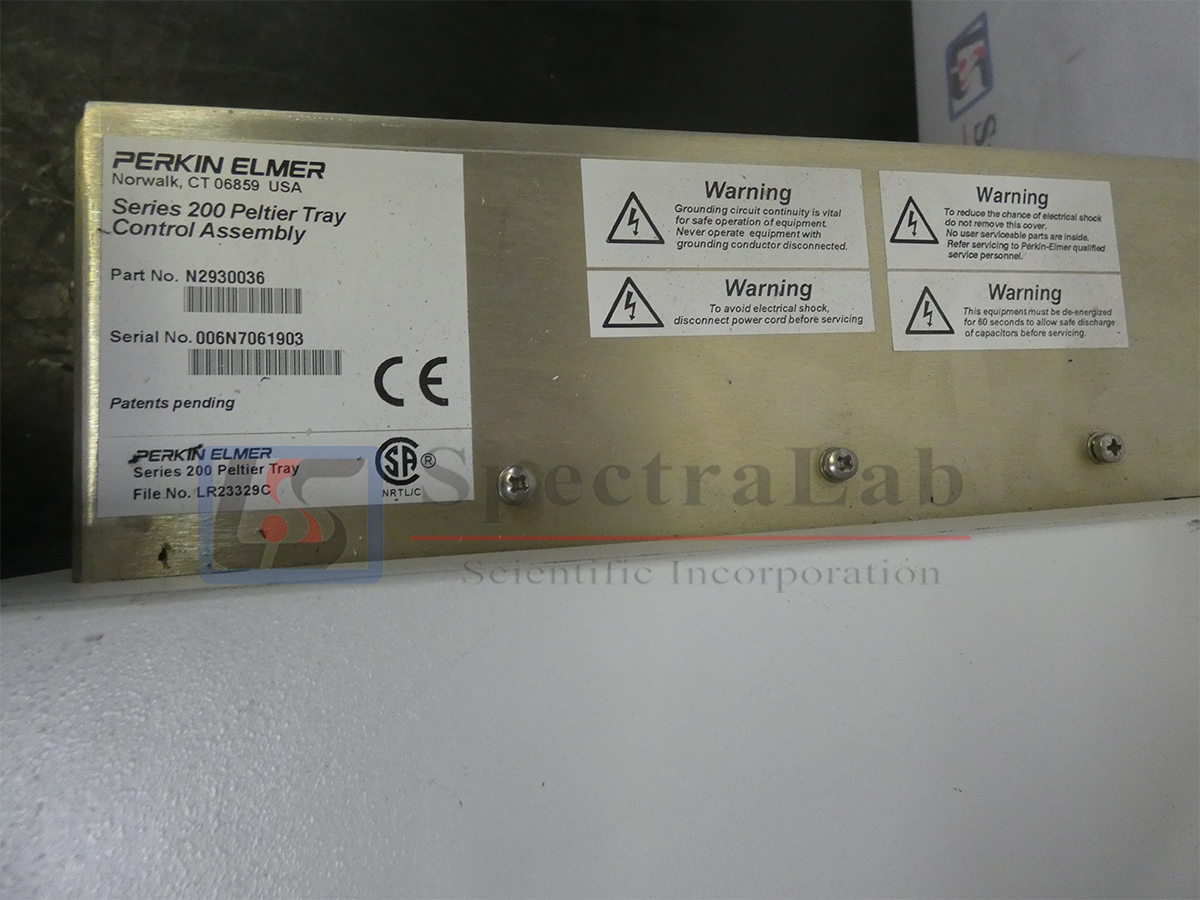 PERKIN ELMER
Norwalk, CT 06859 USA
Series 200 Peltier Tray
Control Assembly
Part No. N2930036
Serial No. 006N7061903
Patents pending
CE
PERKIN ELMER
Series 200 Peltier Tray
File No. LR23329C
SA ®
NRTL/C
Warning
Grounding circuit continuity is vital
for safe operation of equipment.
Never operate equipment with
grounding conductor disconnected.
Warning
To avoid electrical shock,
disconnect power cord before servicing
Warning
To reduce the chance of electrical shock
do not remove this cover.
No user serviceable parts are inside.
Refer servicing to Perkin-Elmer qualified
service personnel.
Warning
This equipment must be de-energized
for 60 seconds to allow safe discharge
of capacitors before servicing.
SpectraLab
Scientific Incorporation